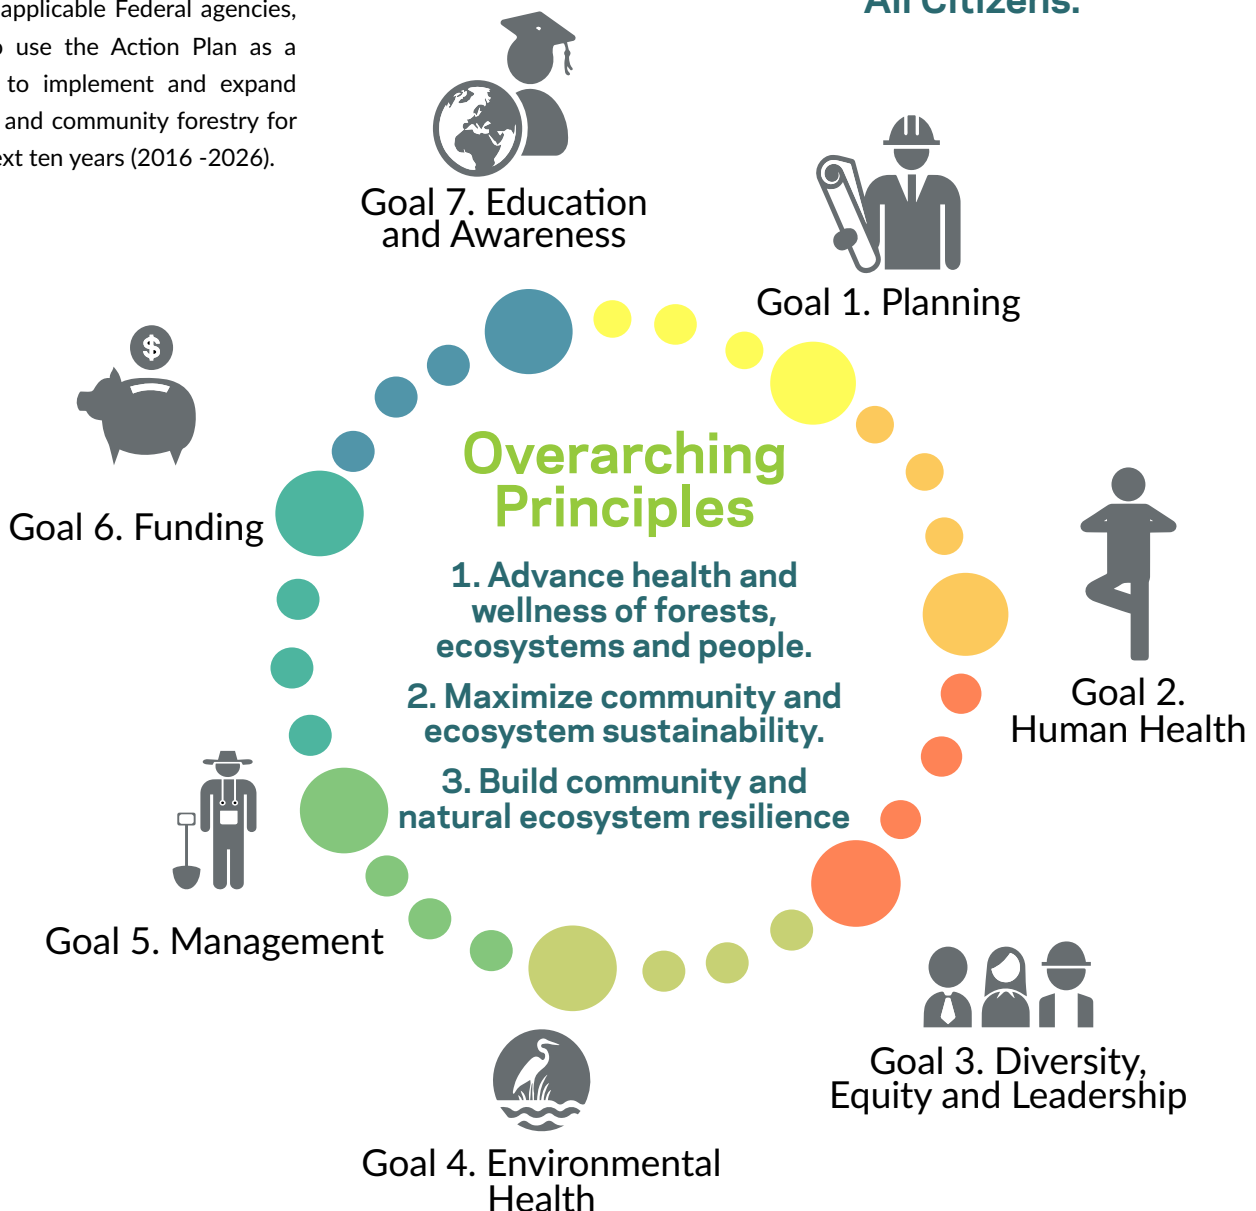 applicable Federal agencies,
use the Action Plan as a
to implement and expand
and community forestry for
ext ten years (2016 -2026).
All Citizens.
Goal 7. Education
and Awareness
Goal 1. Planning
$
Goal 6. Funding
Overarching
Principles
1. Advance health and
wellness of forests,
ecosystems and people.
2. Maximize community and
ecosystem sustainability.
3. Build community and
natural ecosystem resilience
Goal 2.
Human Health
Goal 5. Management
Goal 3. Diversity,
Equity and Leadership
Goal 4. Environmental
Health